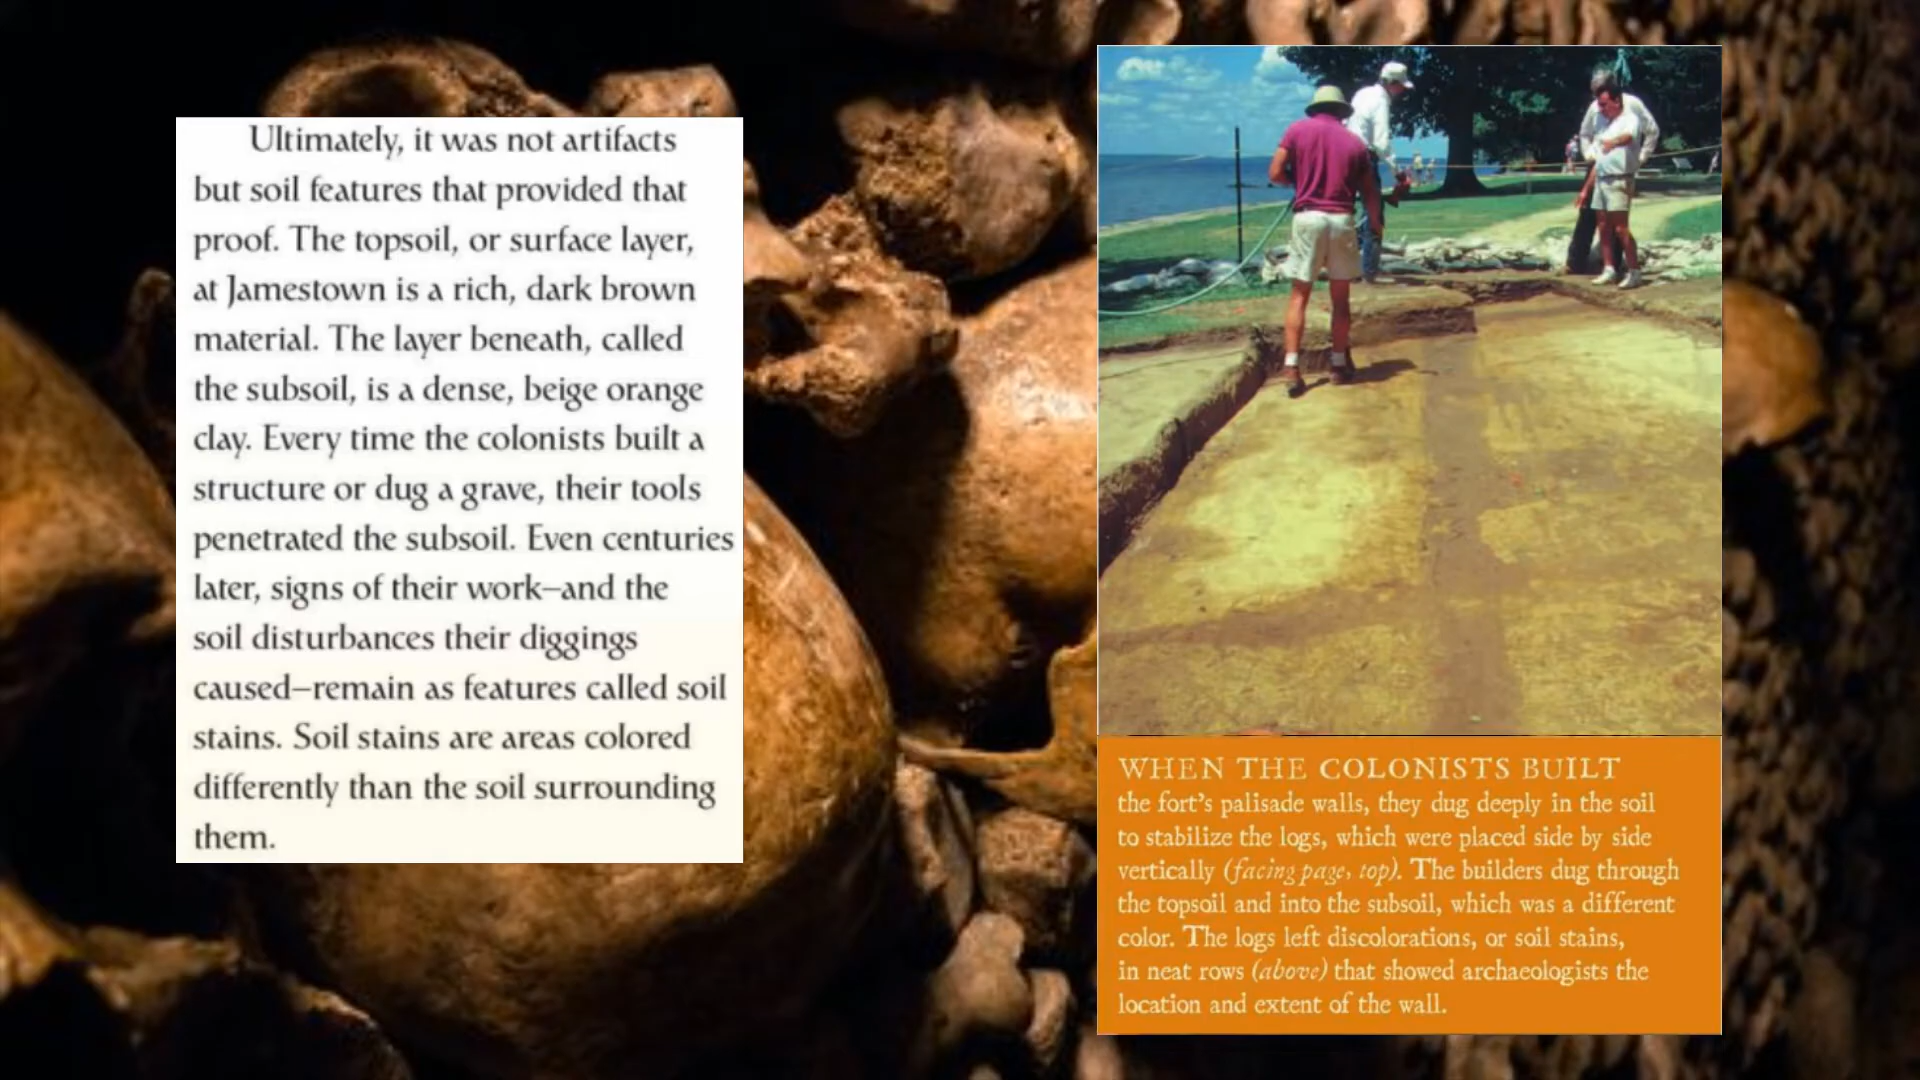 Ultimately, it was not artifacts
but soil features that provided that
proof. The topsoil, or surface layer,
at Jamestown is a rich, dark brown
material. The layer beneath, called
the subsoil, is a dense, beige orange
clay. Every time the colonists built a
structure or dug a grave, their tools
penetrated the subsoil. Even centuries
later, signs of their work—and the
soil disturbances their diggings
caused—remain as features called soil
stains. Soil stains are areas colored
differently than the soil surrounding
them.
WHEN THE COLONISTS BUILT
the fort's palisade walls, they dug deeply in the soil
to stabilize the logs, which were placed side by side
vertically (facing page, top). The builders dug through
the topsoil and into the subsoil, which was a different
color. The logs left discolorations, or soil stains,
in neat rows (above) that showed archaeologists the
location and extent of the wall.